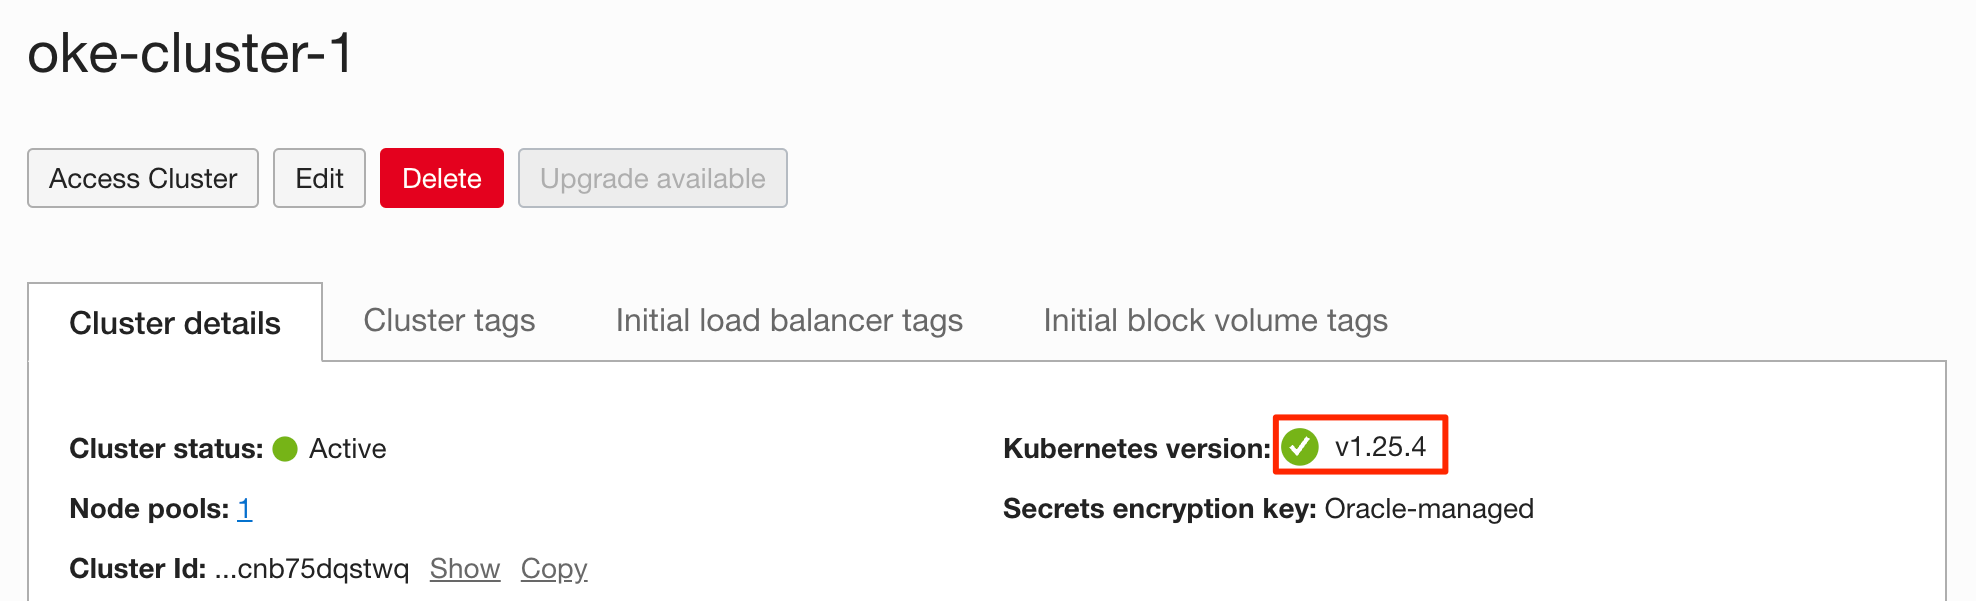 oke-cluster-1
Access Cluster Edit Delete Upgrade available
Cluster details Cluster tags Initial load balancer tags Initial block volume tags
Cluster status: Active Kubernetes version: v1.25.4
Node pools: 1 Secrets encryption key: Oracle-managed
Cluster Id: ...cnb75dqstwq Show Copy